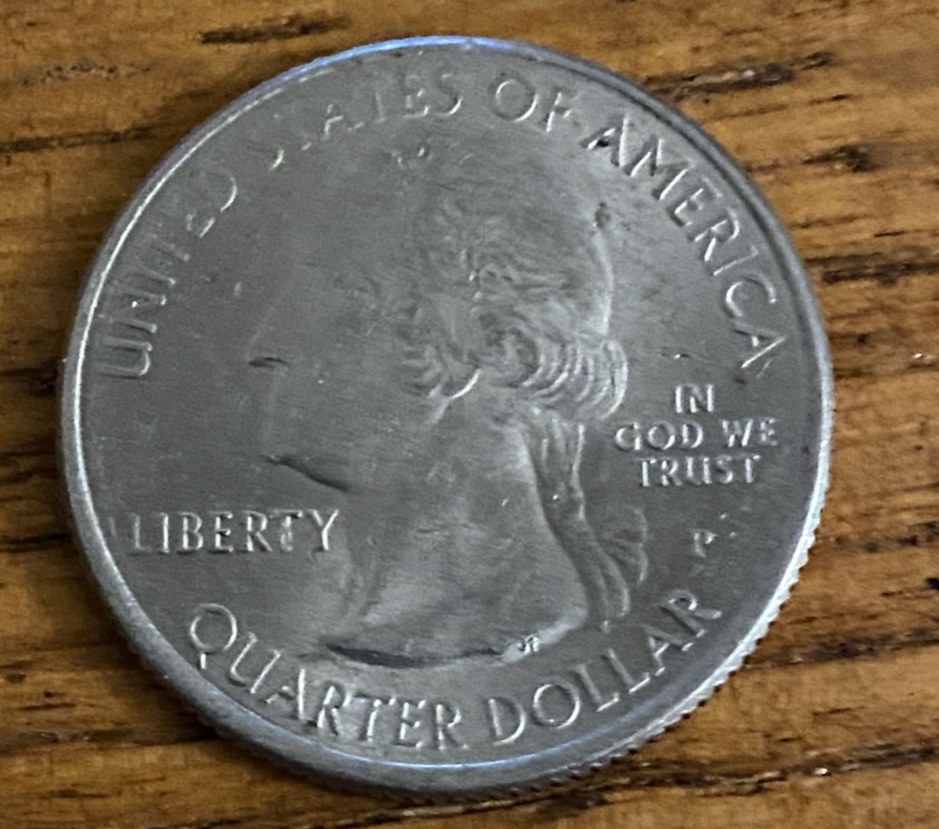 UNITED STATES OF AMERICA
LIBERTY
IN
GOD WE
TRUST
P
QUARTER DOLLAR